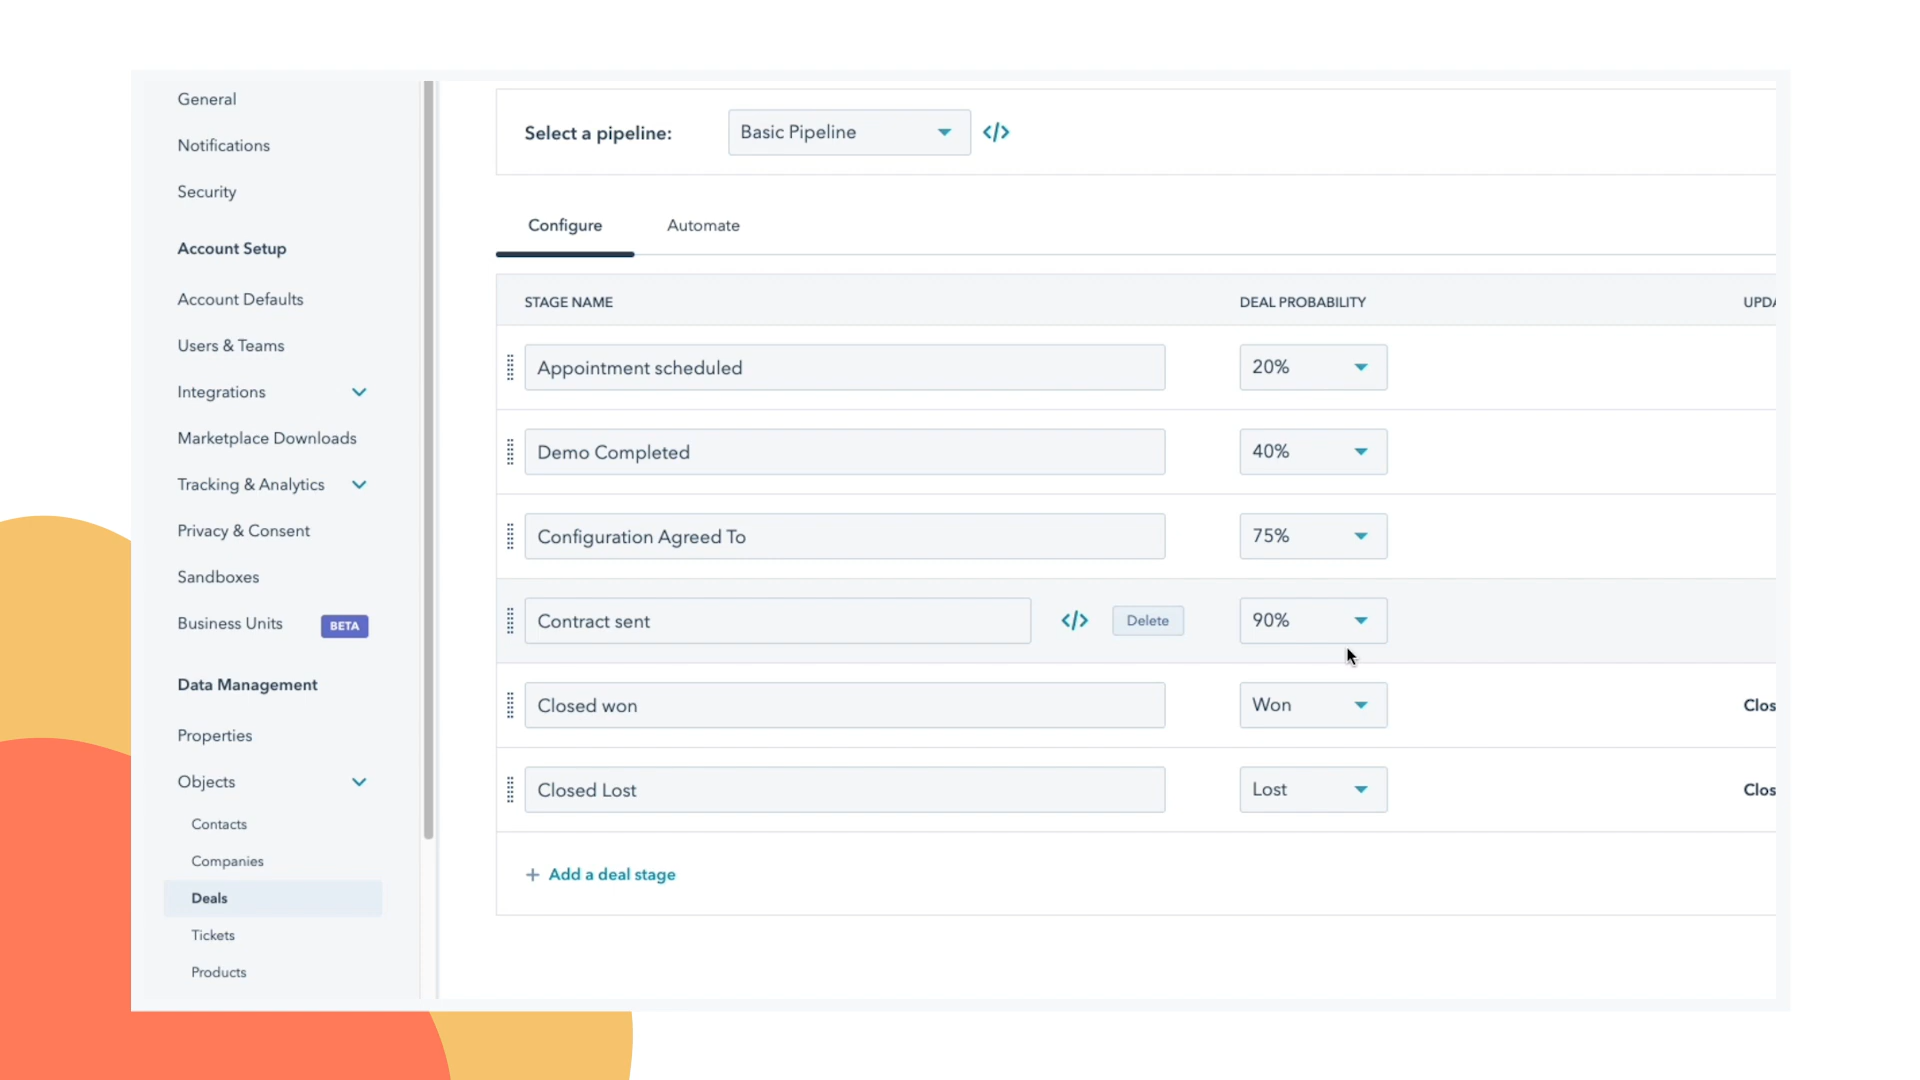 General
Notifications
Security
Account Setup
Account Defaults
Users & Teams
Integrations
Marketplace Downloads
Tracking & Analytics
Privacy & Consent
Sandboxes
Business Units BETA
Data Management
Properties
Objects
Contacts
Companies
Deals
Tickets
Products
Select a pipeline: Basic Pipeline </>
Configure Automate
STAGE NAME DEAL PROBABILITY UPDA
Appointment scheduled 20%
Demo Completed 40%
Configuration Agreed To 75%
Contract sent </> Delete 90%
Closed won Won Clos
Closed Lost Lost Clos
+ Add a deal stage